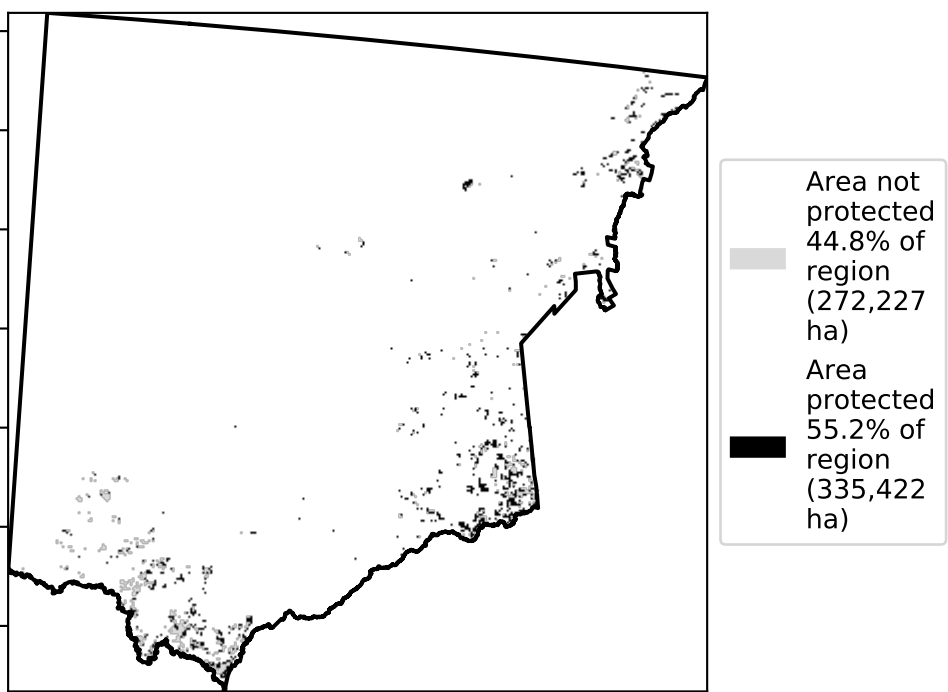 Area not
protected
44.8% of
region
(272,227
ha)
Area
protected
55.2% of
region
(335,422
ha)